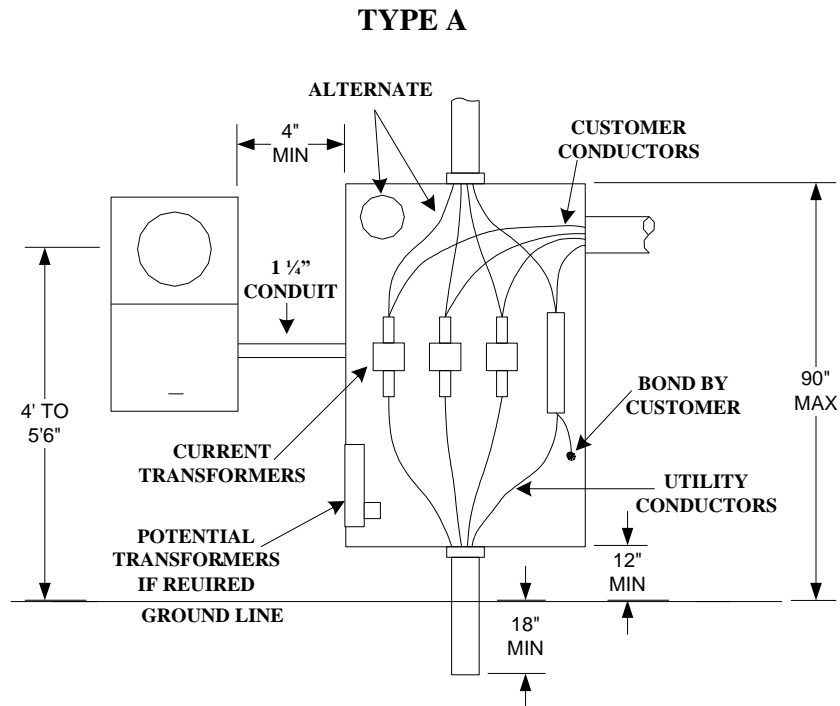 TYPE A
ALTERNATE
4"
MIN
CUSTOMER
CONDUCTORS
1 ¼”
CONDUIT
4' TO
5'6"
90"
MAX
BOND BY
CUSTOMER
CURRENT
TRANSFORMERS
UTILITY
CONDUCTORS
POTENTIAL
TRANSFORMERS
IF REUIRED
12"
MIN
GROUND LINE
18"
MIN